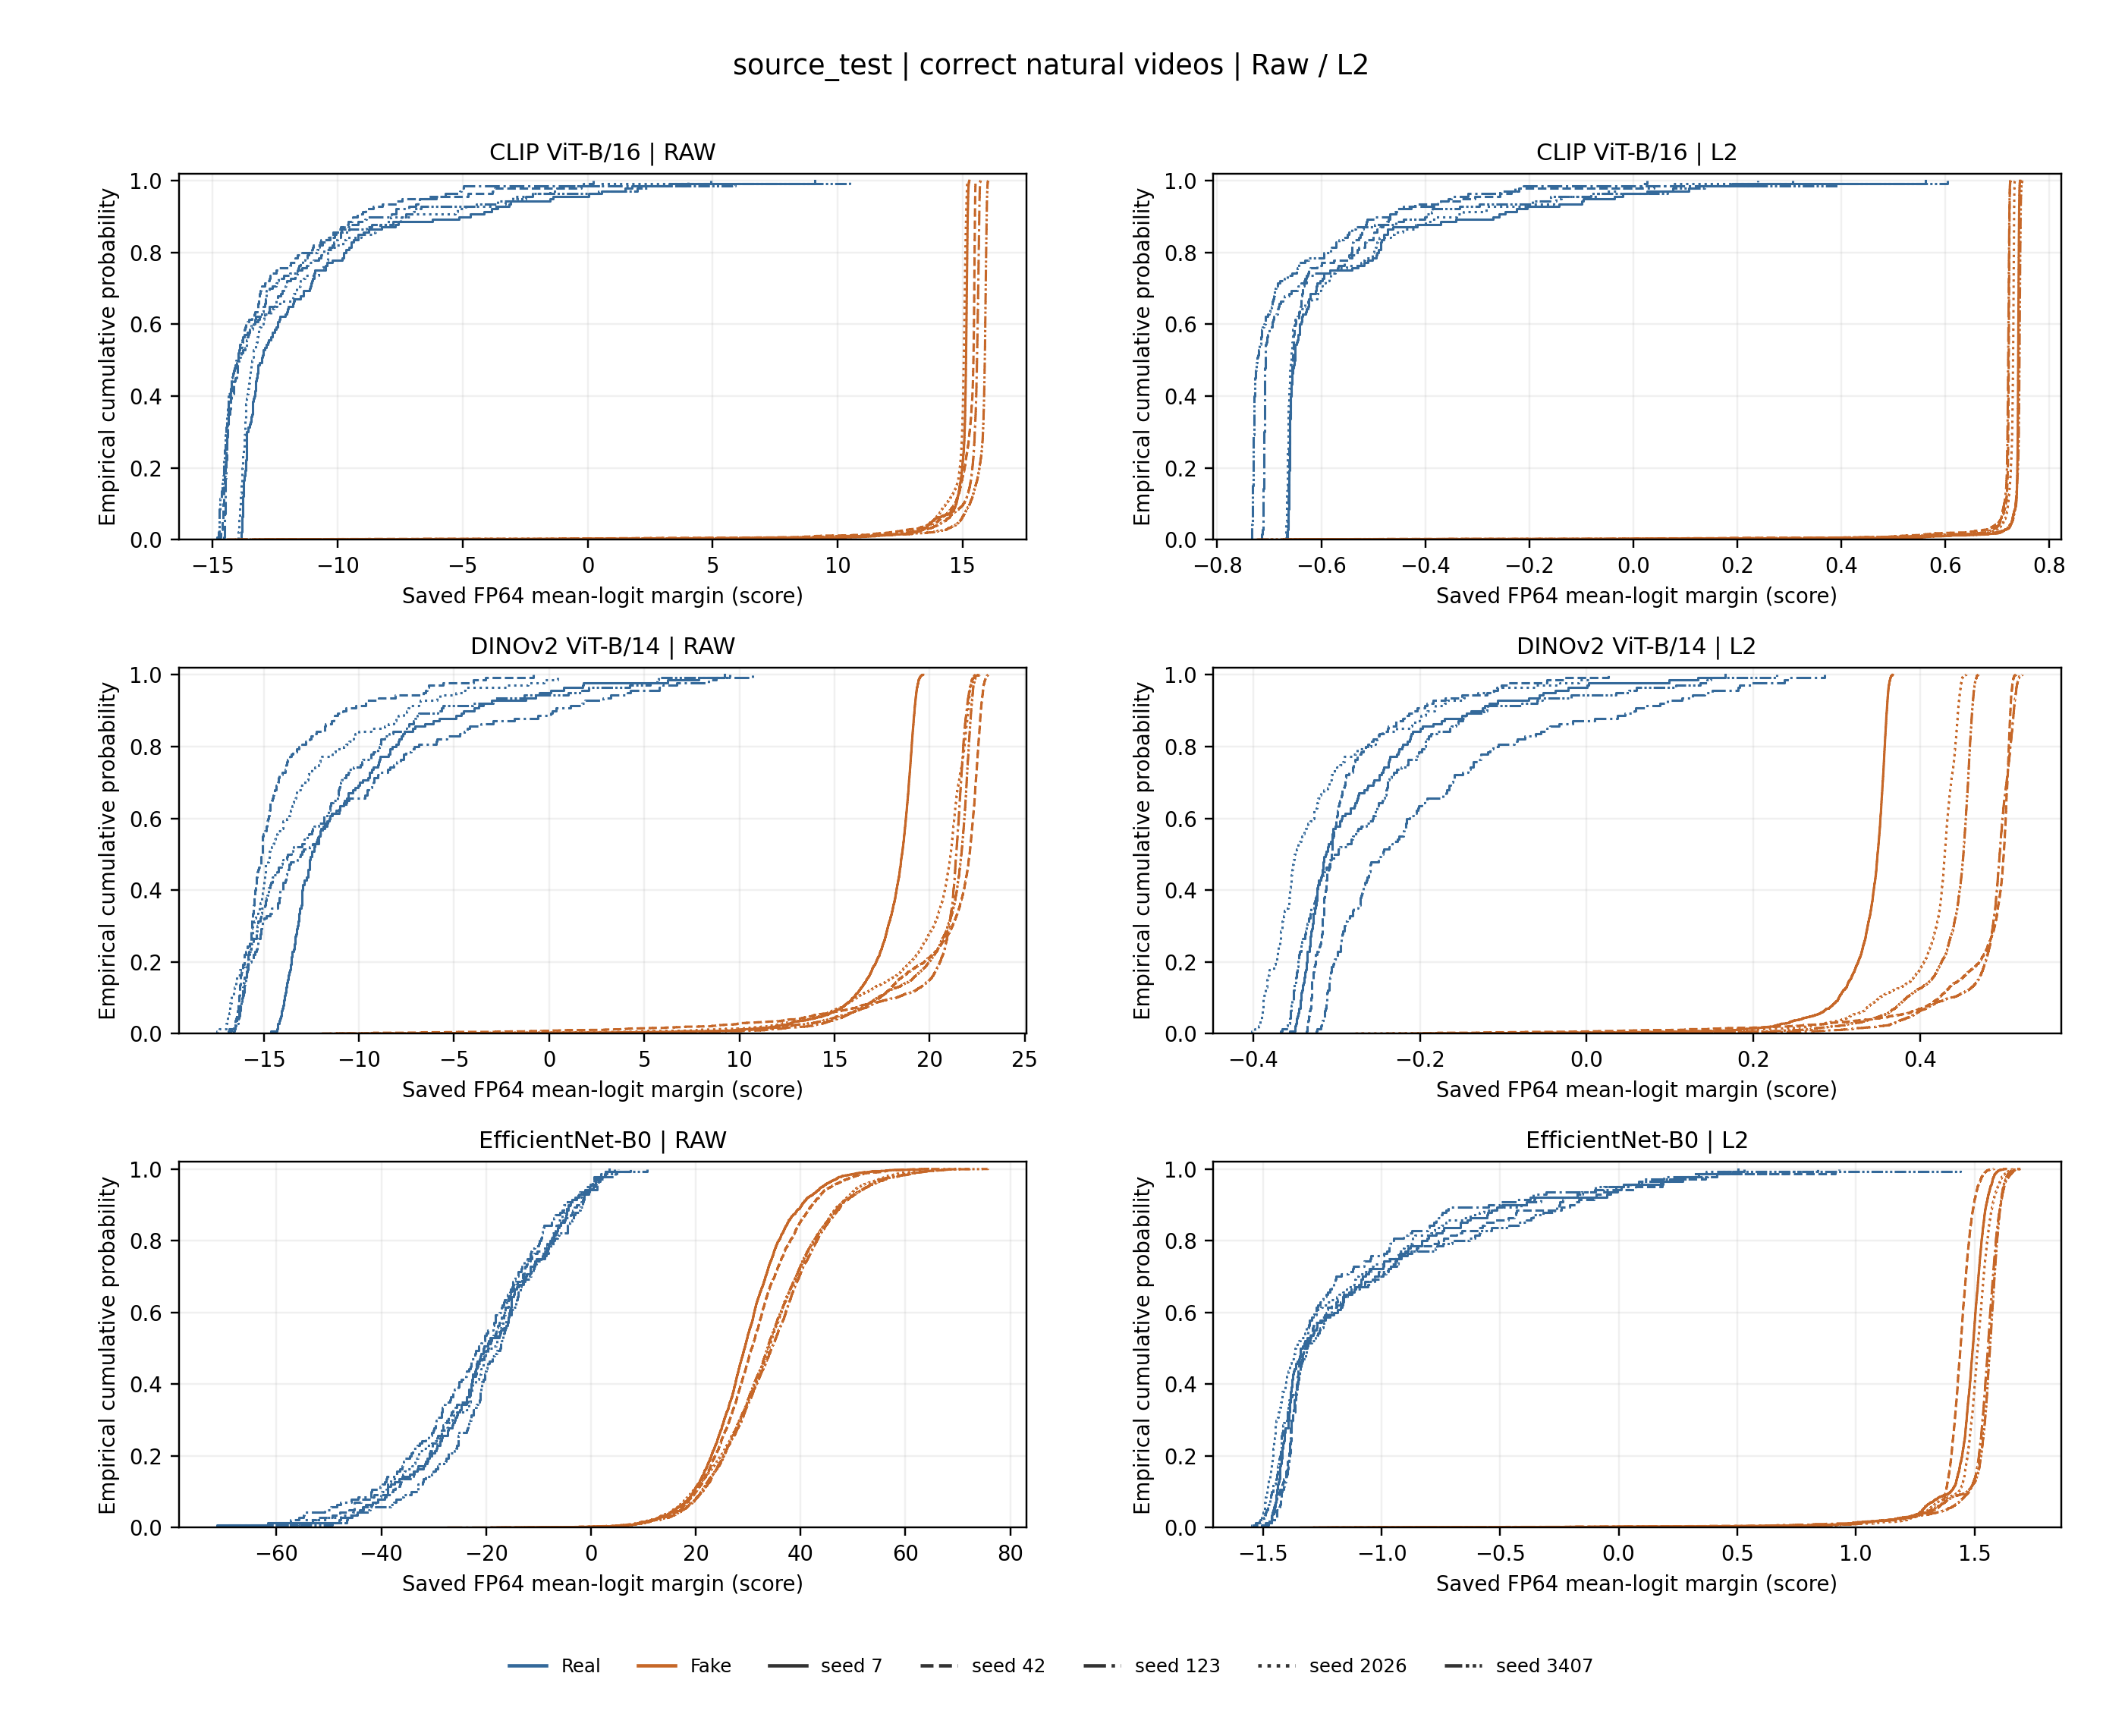 source_test | correct natural videos | Raw / L2
CLIP ViT-B/16 | RAW
Empirical cumulative probability
1.0
0.8
0.6
0.4
0.2
0.0
−15 −10 −5 0 5 10 15
Saved FP64 mean-logit margin (score)
CLIP ViT-B/16 | L2
Empirical cumulative probability
1.0
0.8
0.6
0.4
0.2
0.0
−0.8 −0.6 −0.4 −0.2 0.0 0.2 0.4 0.6 0.8
Saved FP64 mean-logit margin (score)
DINOv2 ViT-B/14 | RAW
Empirical cumulative probability
1.0
0.8
0.6
0.4
0.2
0.0
−15 −10 −5 0 5 10 15 20 25
Saved FP64 mean-logit margin (score)
DINOv2 ViT-B/14 | L2
Empirical cumulative probability
1.0
0.8
0.6
0.4
0.2
0.0
−0.4 −0.2 0.0 0.2 0.4
Saved FP64 mean-logit margin (score)
EfficientNet-B0 | RAW
Empirical cumulative probability
1.0
0.8
0.6
0.4
0.2
0.0
−60 −40 −20 0 20 40 60 80
Saved FP64 mean-logit margin (score)
EfficientNet-B0 | L2
Empirical cumulative probability
1.0
0.8
0.6
0.4
0.2
0.0
−1.5 −1.0 −0.5 0.0 0.5 1.0 1.5
Saved FP64 mean-logit margin (score)
Real Fake seed 7 seed 42 seed 123 seed 2026 seed 3407